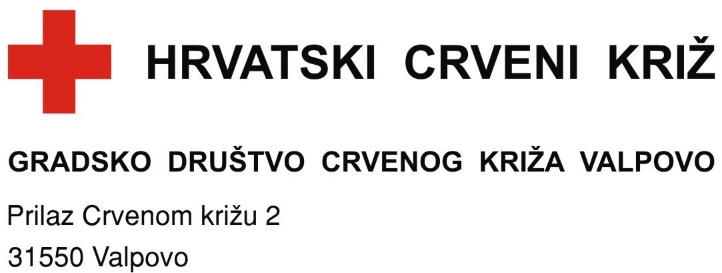 HRVATSKI CRVENI KRIŽ
GRADSKO DRUŠTVO CRVENOG KRIŽA VALPOVO
Prilaz Crvenom križu 2
31550 Valpovo